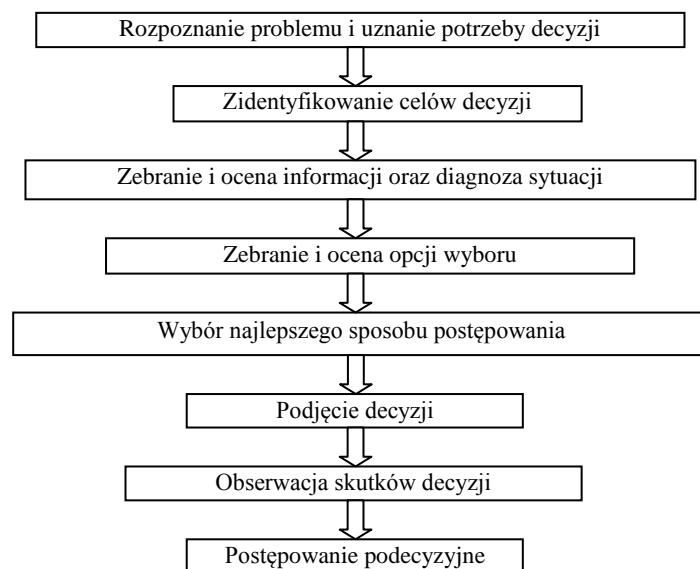 Rozpoznanie problemu i uznanie potrzeby decyzji
Zidentyfikowanie celów decyzji
Zebranie i ocena informacji oraz diagnoza sytuacji
Zebranie i ocena opcji wyboru
Wybór najlepszego sposobu postępowania
Podjęcie decyzji
Obserwacja skutków decyzji
Postępowanie podecyzyjne